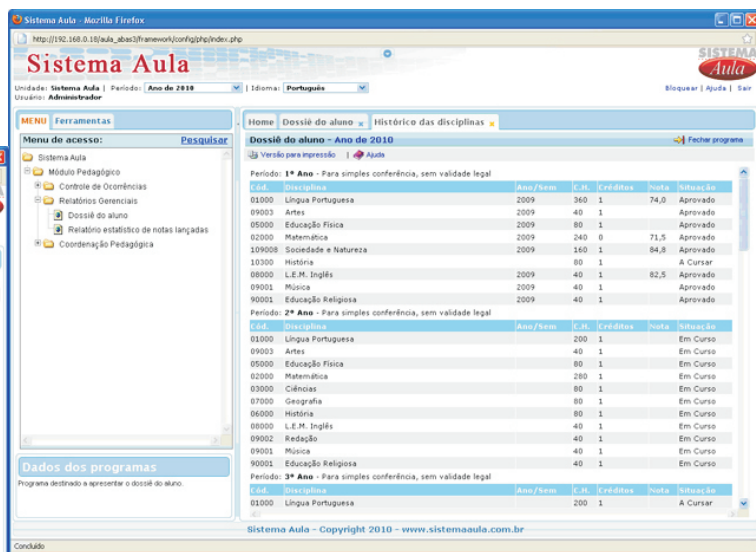 Sistema Aula - Mozilla Firefox
http://192.168.0.18/aula_abas3/framework/config/php/index.php
Sistema Aula
SISTEMA
Aula
Unidade: Sistema Aula | Período: Ano de 2010 | Idioma: Português
Bloquear | Ajuda | Sair
Usuário: Administrador
MENU Ferramentas
Home Dossiê do aluno x Histórico das disciplinas x
Menu de acesso: Pesquisar
Dossiê do aluno - Ano de 2010 Fechar programa
Versão para impressão | Ajuda
Sistema Aula
Módulo Pedagógico
Controle de Ocorrências
Relatórios Gerenciais
Dossiê do aluno
Relatório estatístico de notas lançadas
Coordenação Pedagógica
Período: 1º Ano - Para simples conferência, sem validade legal
Cód. Disciplina Ano/Sem C.H. Créditos Nota Situação
01000 Língua Portuguesa 2009 360 1 74,0 Aprovado
09003 Artes 2009 40 1 Aprovado
05000 Educação Física 2009 80 1 Aprovado
02000 Matemática 2009 240 0 71,5 Aprovado
109008 Sociedade e Natureza 2009 160 1 84,8 Aprovado
10300 História 80 1 A Cursar
08000 L.E.M. Inglês 2009 40 1 82,5 Aprovado
09001 Música 2009 40 1 Aprovado
90001 Educação Religiosa 2009 40 1 Aprovado
Período: 2º Ano - Para simples conferência, sem validade legal
Cód. Disciplina Ano/Sem C.H. Créditos Nota Situação
01000 Língua Portuguesa 200 1 Em Curso
09003 Artes 40 1 Em Curso
05000 Educação Física 80 1 Em Curso
02000 Matemática 280 1 Em Curso
03000 Ciências 80 1 Em Curso
07000 Geografia 80 1 Em Curso
06000 História 80 1 Em Curso
08000 L.E.M. Inglês 40 1 Em Curso
09002 Redação 40 1 Em Curso
09001 Música 40 1 Em Curso
90001 Educação Religiosa 40 1 Em Curso
Período: 3º Ano - Para simples conferência, sem validade legal
Cód. Disciplina Ano/Sem C.H. Créditos Nota Situação
01000 Língua Portuguesa 200 1 A Cursar
Dados dos programas
Programa destinado a apresentar o dossiê do aluno.
Sistema Aula - Copyright 2010 - www.sistemaaula.com.br
Concluído